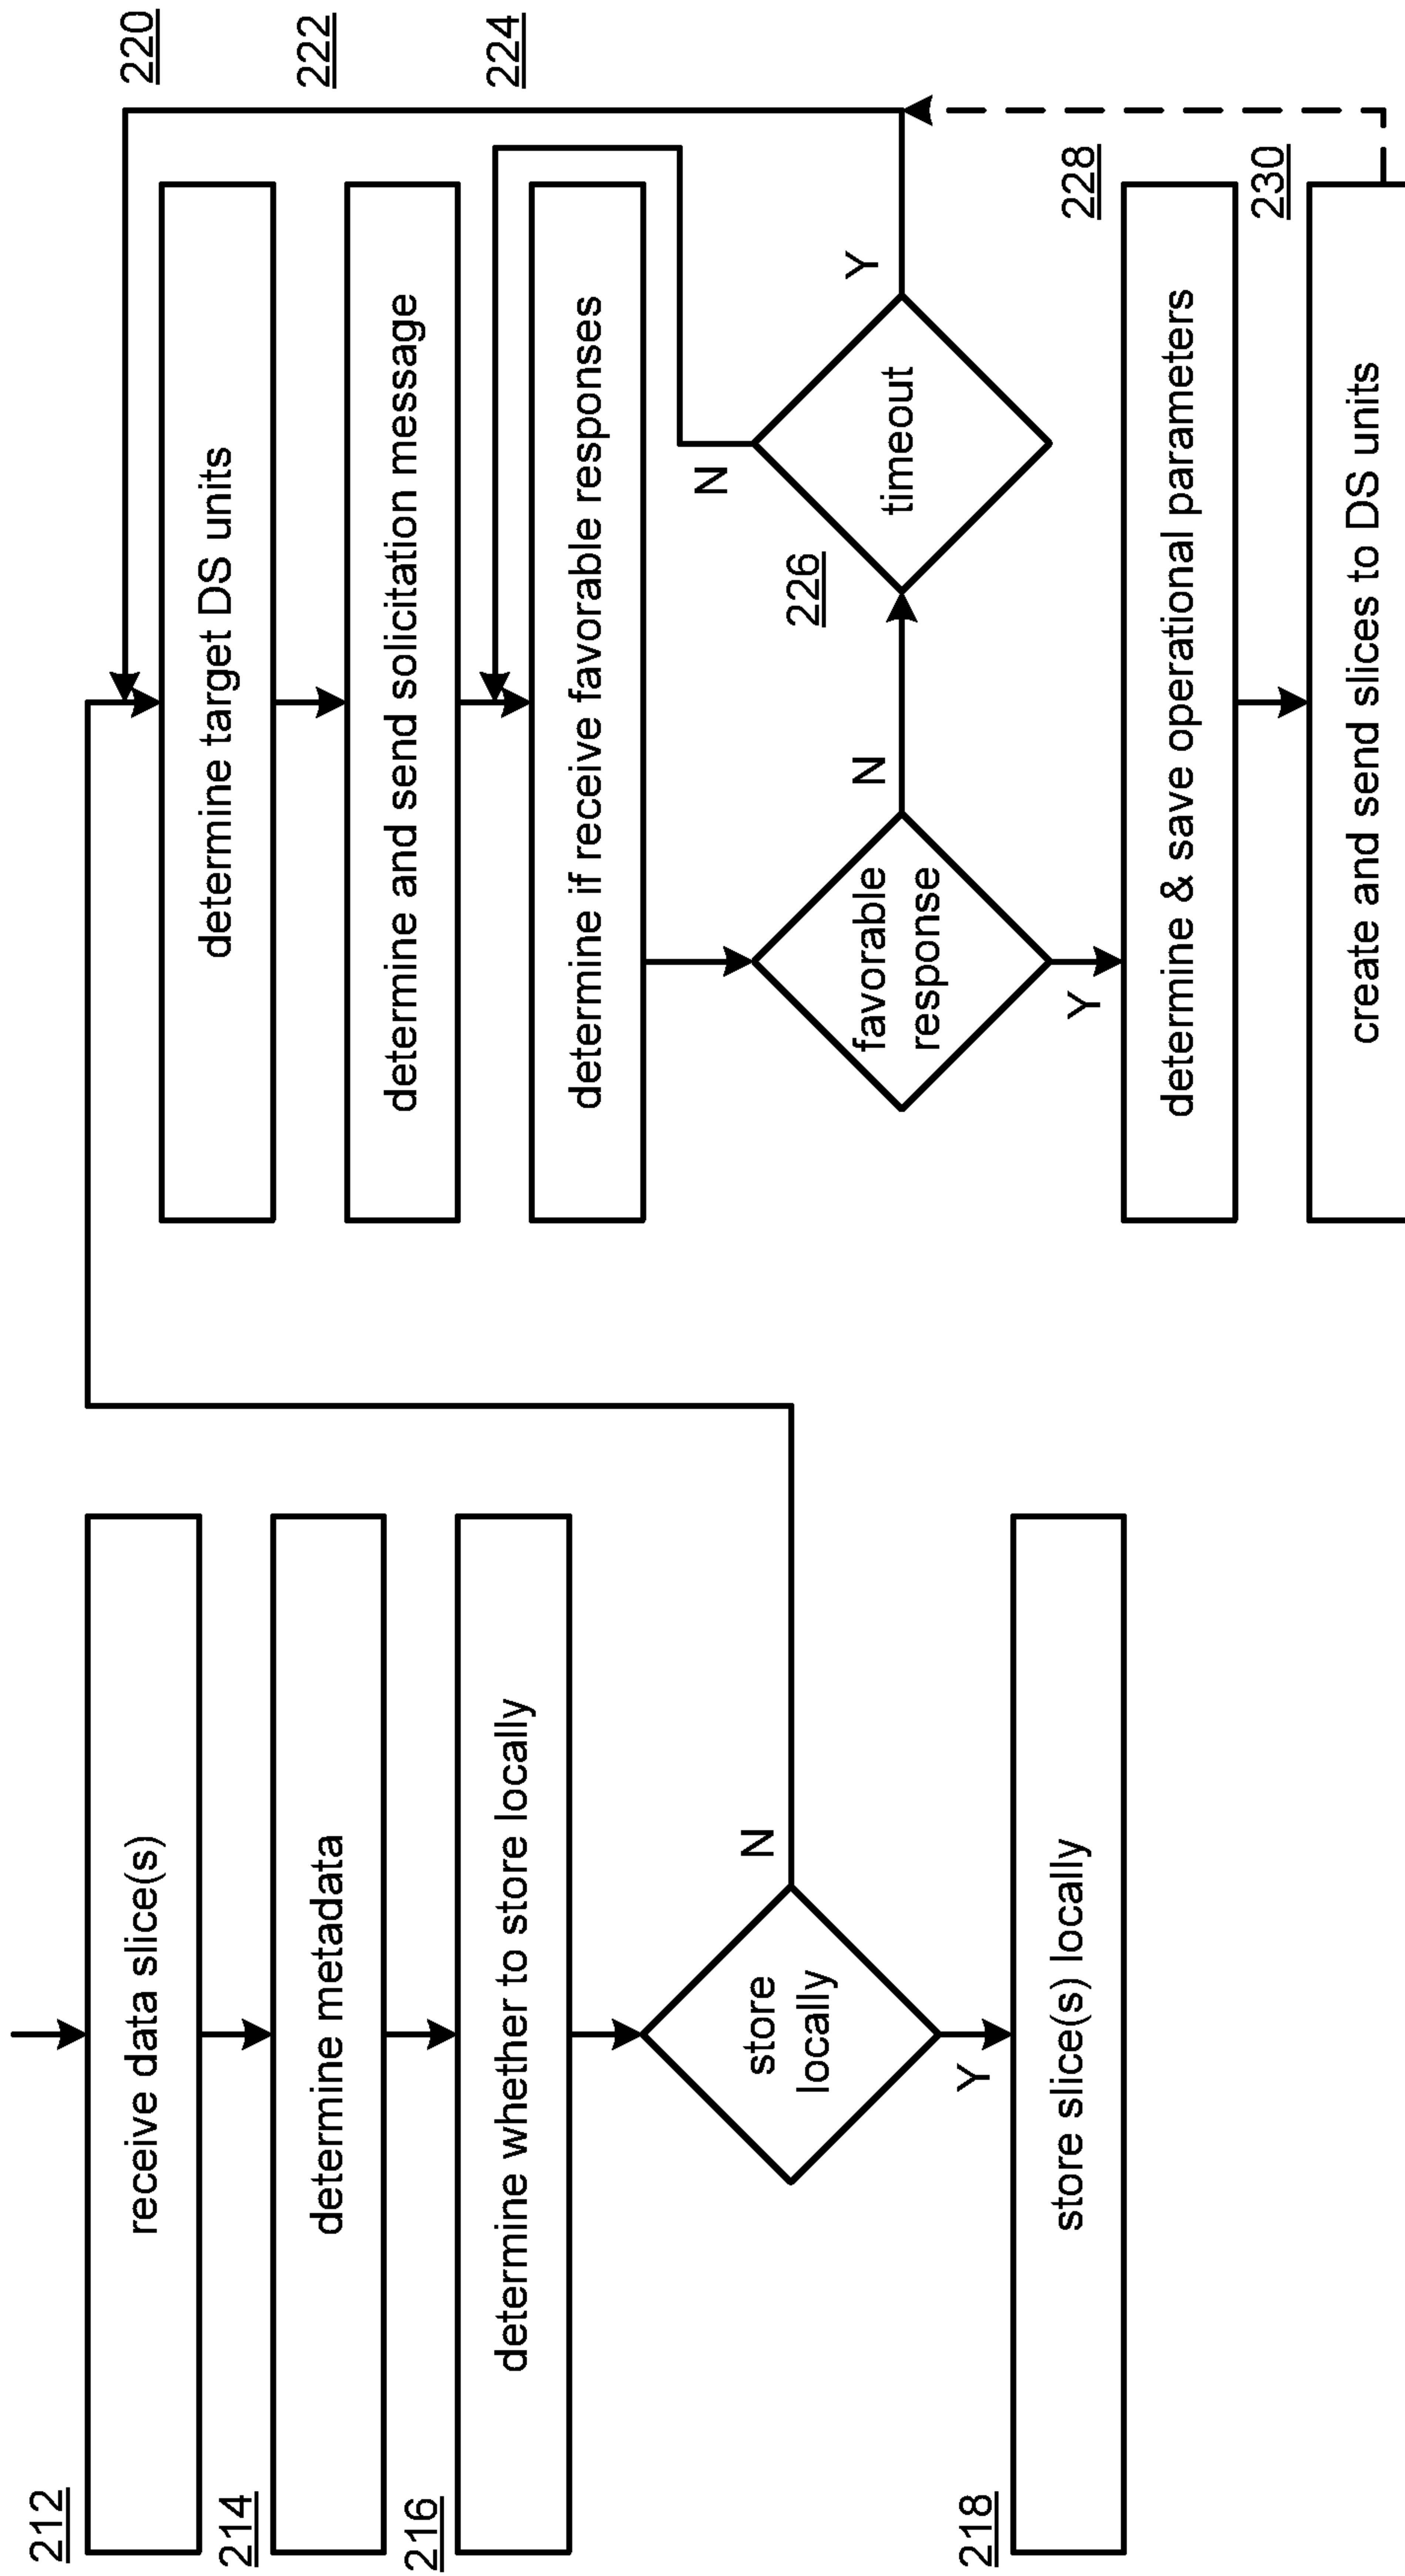 212
receive data slice(s)
214
determine metadata
216
determine whether to store locally
store
locally
N
Y
218
store slice(s) locally
220
determine target DS units
222
determine and send solicitation message
224
determine if receive favorable responses
favorable
response
N
Y
226
timeout
N
Y
228
determine & save operational parameters
230
create and send slices to DS units